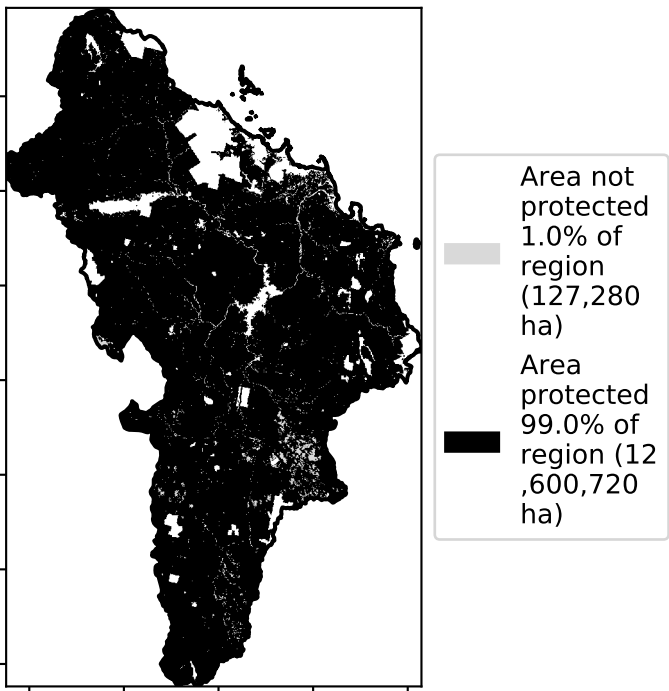 Area not
protected
1.0% of
region
(127,280
ha)
Area
protected
99.0% of
region (12
,600,720
ha)